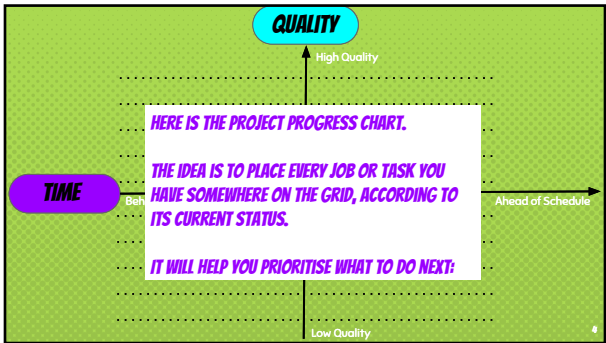 QUALITY
High Quality
HERE IS THE PROJECT PROGRESS CHART.
THE IDEA IS TO PLACE EVERY JOB OR TASK YOU
HAVE SOMEWHERE ON THE GRID, ACCORDING TO
ITS CURRENT STATUS.
IT WILL HELP YOU PRIORITISE WHAT TO DO NEXT:
TIME
Beh
Ahead of Schedule
Low Quality
4